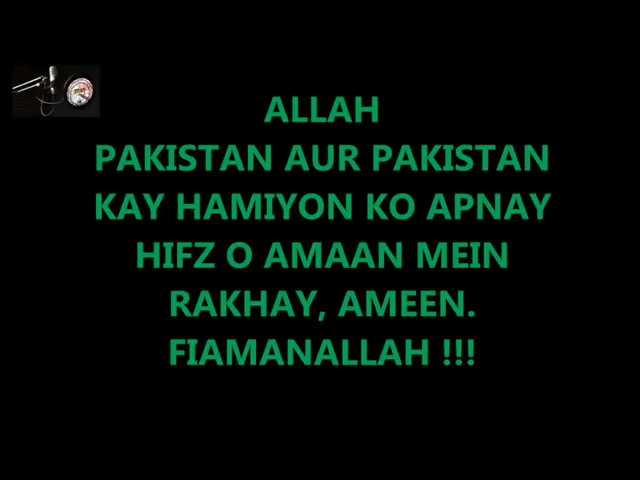 ALLAH
PAKISTAN AUR PAKISTAN
KAY HAMIYON KO APNAY
HIFZ O AMAAN MEIN
RAKHAY, AMEEN.
FIAMANALLAH !!!